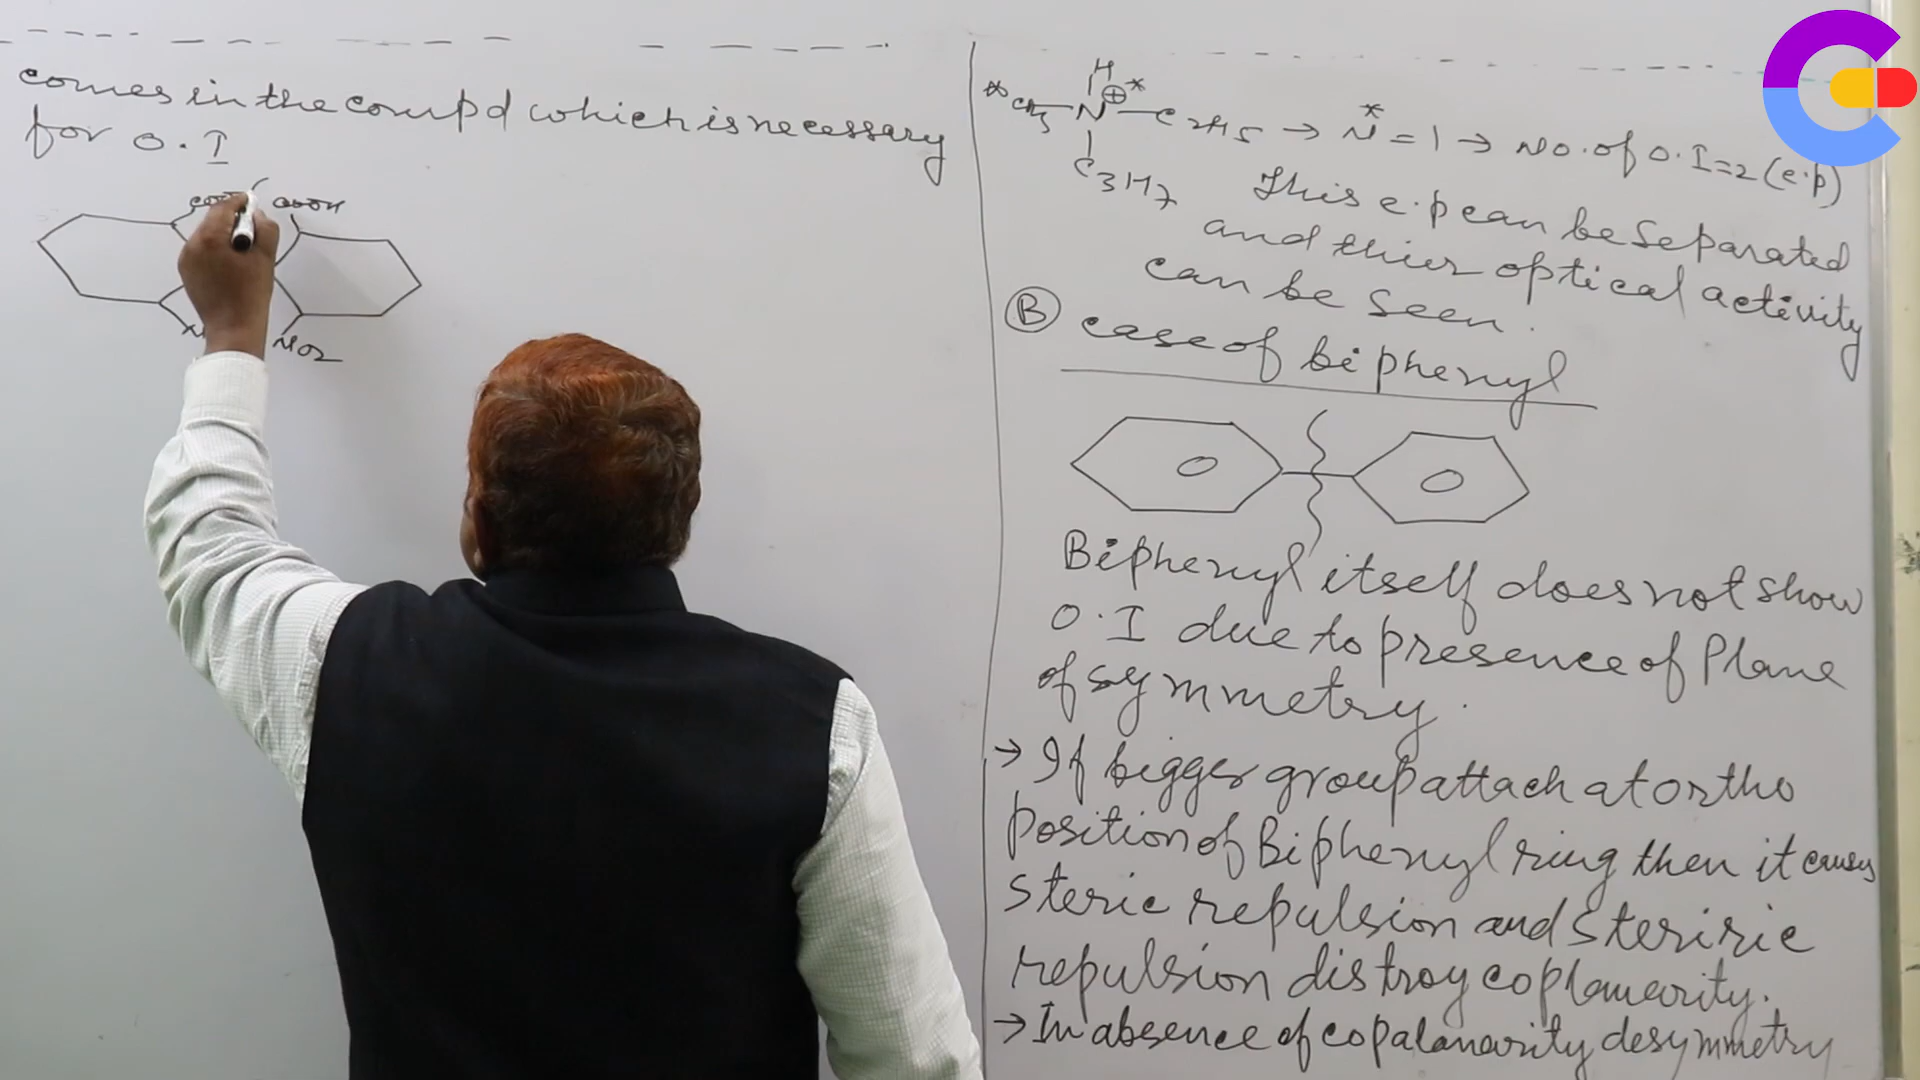 comes in the compd which is necessary
for O.I
COOH
NO2
H
* CH3 — N ⊕ * — C2H5 → N* = 1 → No. of O.I = 2 (e.p)
C3H7
This e.p can be separated
and thier optical activity
can be seen.
(B) case of biphenyl
Biphenyl itself does not show
O.I due to presence of Plane
of symmetry.
→ If bigger group attach at ortho
position of Biphenyl ring then it causes
steric repulsion and steriric
repulsion distroy coplanarity.
→ In absence of copalanarity desymmetry